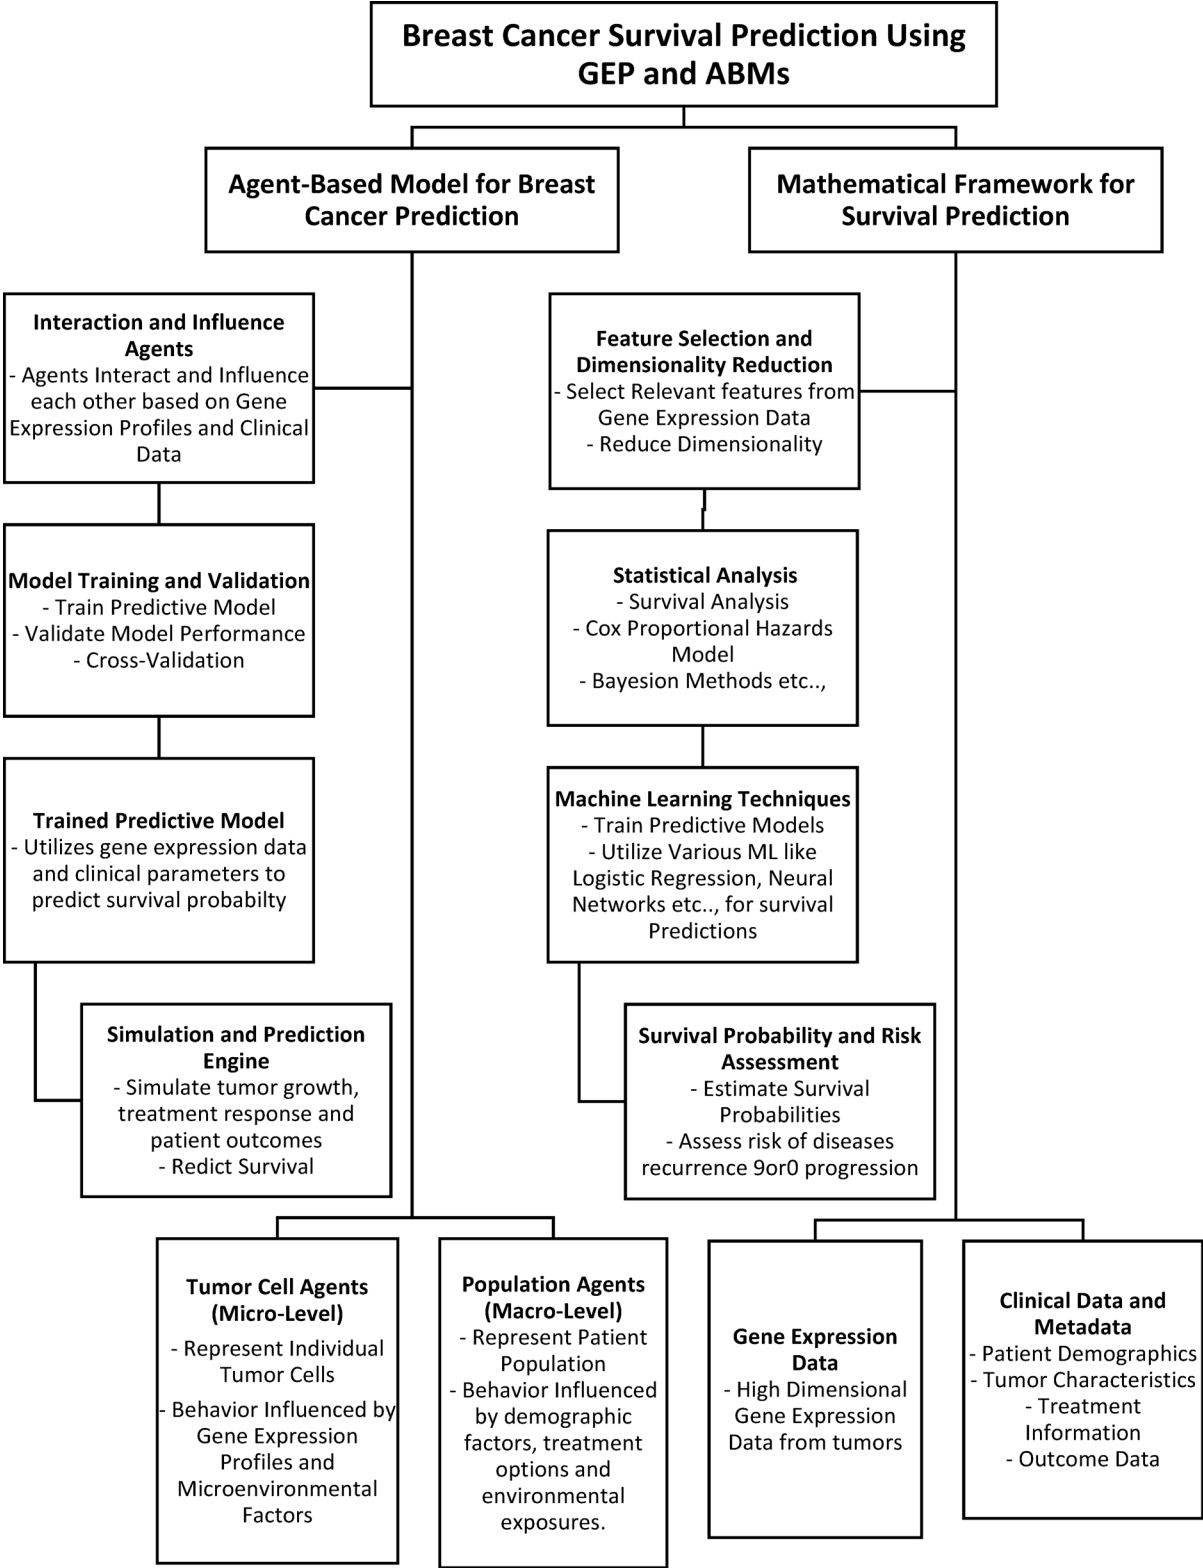 Breast Cancer Survival Prediction Using
GEP and ABMs
Agent-Based Model for Breast
Cancer Prediction
Mathematical Framework for
Survival Prediction
Interaction and Influence
Agents
- Agents Interact and Influence
each other based on Gene
Expression Profiles and Clinical
Data
Model Training and Validation
- Train Predictive Model
- Validate Model Performance
- Cross-Validation
Trained Predictive Model
- Utilizes gene expression data
and clinical parameters to
predict survival probabilty
Simulation and Prediction
Engine
- Simulate tumor growth,
treatment response and
patient outcomes
- Redict Survival
Tumor Cell Agents
(Micro-Level)
- Represent Individual
Tumor Cells
- Behavior Influenced by
Gene Expression
Profiles and
Microenvironmental
Factors
Population Agents
(Macro-Level)
- Represent Patient
Population
- Behavior Influenced
by demographic
factors, treatment
options and
environmental
exposures.
Feature Selection and
Dimensionality Reduction
- Select Relevant features from
Gene Expression Data
- Reduce Dimensionality
Statistical Analysis
- Survival Analysis
- Cox Proportional Hazards
Model
- Bayesion Methods etc..,
Machine Learning Techniques
- Train Predictive Models
- Utilize Various ML like
Logistic Regression, Neural
Networks etc.., for survival
Predictions
Survival Probability and Risk
Assessment
- Estimate Survival
Probabilities
- Assess risk of diseases
recurrence 9or0 progression
Gene Expression
Data
- High Dimensional
Gene Expression
Data from tumors
Clinical Data and
Metadata
- Patient Demographics
- Tumor Characteristics
- Treatment
Information
- Outcome Data